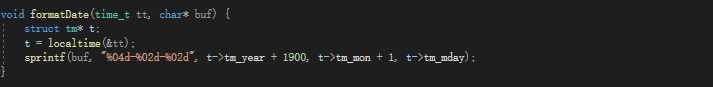 void formatDate(time_t tt, char* buf) {
    struct tm* t;
    t = localtime(&tt);
    sprintf(buf, "%04d-%02d-%02d", t->tm_year + 1900, t->tm_mon + 1, t->tm_mday);
}